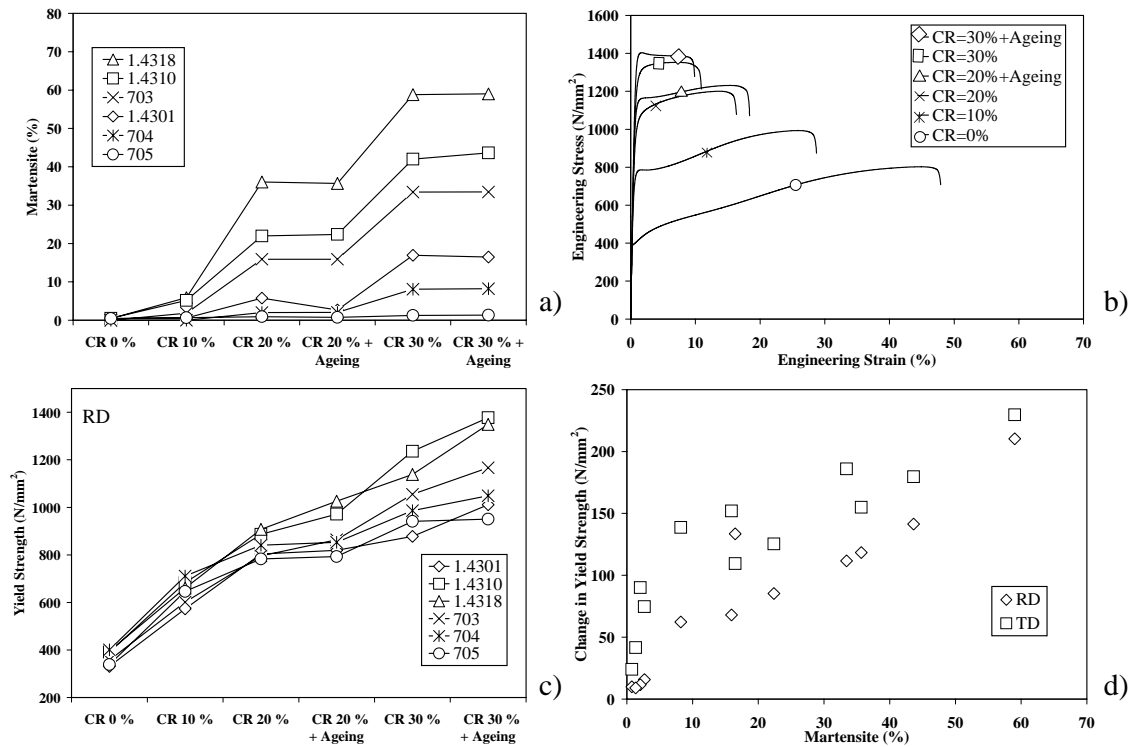 80
70
60
50
40
30
20
10
0
Martensite (%)
1.4318
1.4310
703
1.4301
704
705
CR 0 %
CR 10 %
CR 20 %
CR 20 % +
Ageing
CR 30 %
CR 30 % +
Ageing
a)
1600
1400
1200
1000
800
600
400
200
0
Engineering Stress (N/mm²)
CR=30%+Ageing
CR=30%
CR=20%+Ageing
CR=20%
CR=10%
CR=0%
0
10
20
30
40
50
60
70
Engineering Strain (%)
b)
RD
1400
1200
1000
800
600
400
200
Yield Strength (N/mm²)
1.4301
1.4310
1.4318
703
704
705
CR 0 %
CR 10 %
CR 20 %
CR 20 %
+ Ageing
CR 30 %
CR 30 %
+ Ageing
c)
250
200
150
100
50
0
Change in Yield Strength (N/mm²)
RD
TD
0
10
20
30
40
50
60
70
Martensite (%)
d)